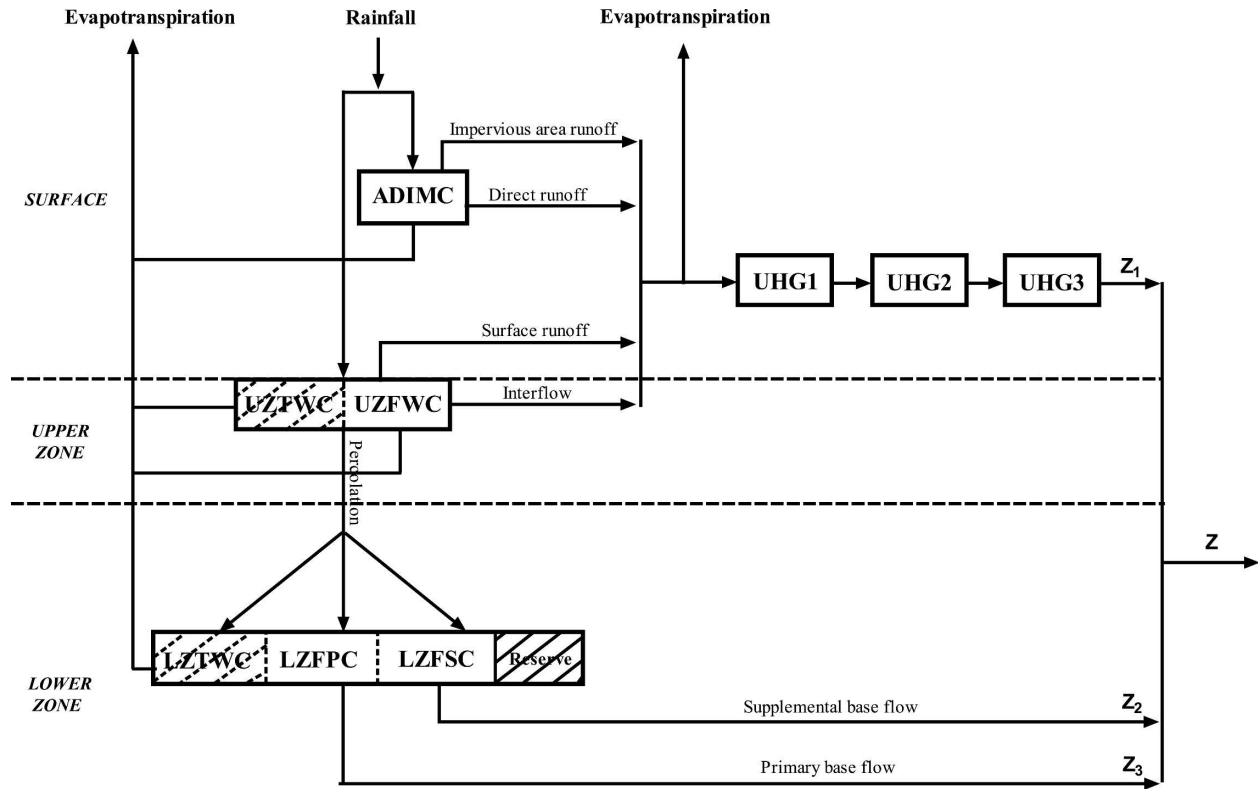 Evapotranspiration
Rainfall
Evapotranspiration
Impervious area runoff
SURFACE
ADIMC
Direct runoff
UHG1
UHG2
UHG3
Z1
Surface runoff
UZTWC
UZFWC
Interflow
UPPER
ZONE
Percolation
Z
LZTWC
LZFPC
LZFSC
Reserve
LOWER
ZONE
Supplemental base flow
Z2
Primary base flow
Z3